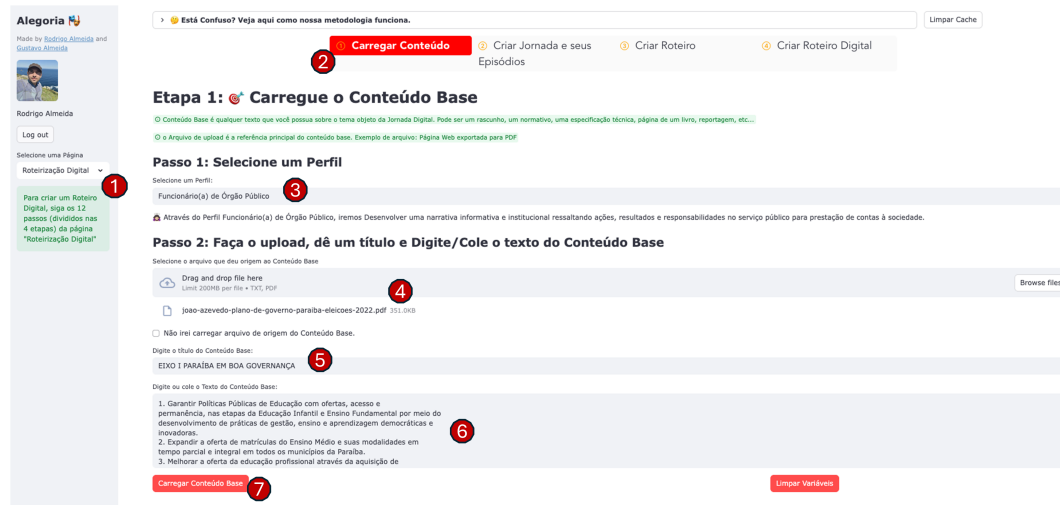 Alegoria
Made by Rodrigo Almeida and
Gustavo Almeida
Rodrigo Almeida
Log out
Selecione uma Página
Roteirização Digital
1
Para criar um Roteiro
Digital, siga os 12
passos (divididos nas
4 etapas) da página
"Roteirização Digital"
> 🤔 Está Confuso? Veja aqui como nossa metodologia funciona.
Limpar Cache
① Carregar Conteúdo
② Criar Jornada e seus
Episódios
③ Criar Roteiro
④ Criar Roteiro Digital
2
Etapa 1: 🎯 Carregue o Conteúdo Base
Conteúdo Base é qualquer texto que você possua sobre o tema objeto da Jornada Digital. Pode ser um rascunho, um normativo, uma especificação técnica, página de um livro, reportagem, etc...
o Arquivo de upload é a referência principal do conteúdo base. Exemplo de arquivo: Página Web exportada para PDF
Passo 1: Selecione um Perfil
Selecione um Perfil:
Funcionário(a) de Órgão Público
3
Através do Perfil Funcionário(a) de Órgão Público, iremos Desenvolver uma narrativa informativa e institucional ressaltando ações, resultados e responsabilidades no serviço público para prestação de contas à sociedade.
Passo 2: Faça o upload, dê um título e Digite/Cole o texto do Conteúdo Base
Selecione o arquivo que deu origem ao Conteúdo Base
Drag and drop file here
Limit 200MB per file • TXT, PDF
Browse files
4
joao-azevedo-plano-de-governo-paraiba-eleicoes-2022.pdf 351.0KB
Não irei carregar arquivo de origem do Conteúdo Base.
Digite o título do Conteúdo Base:
EIXO I PARAÍBA EM BOA GOVERNANÇA
5
Digite ou cole o Texto do Conteúdo Base:
1. Garantir Políticas Públicas de Educação com ofertas, acesso e
permanência, nas etapas da Educação Infantil e Ensino Fundamental por meio do
desenvolvimento de práticas de gestão, ensino e aprendizagem democráticas e
inovadoras.
2. Expandir a oferta de matrículas do Ensino Médio e suas modalidades em
tempo parcial e integral em todos os municípios da Paraíba.
3. Melhorar a oferta da educação profissional através da aquisição de
6
Carregar Conteúdo Base
7
Limpar Variáveis